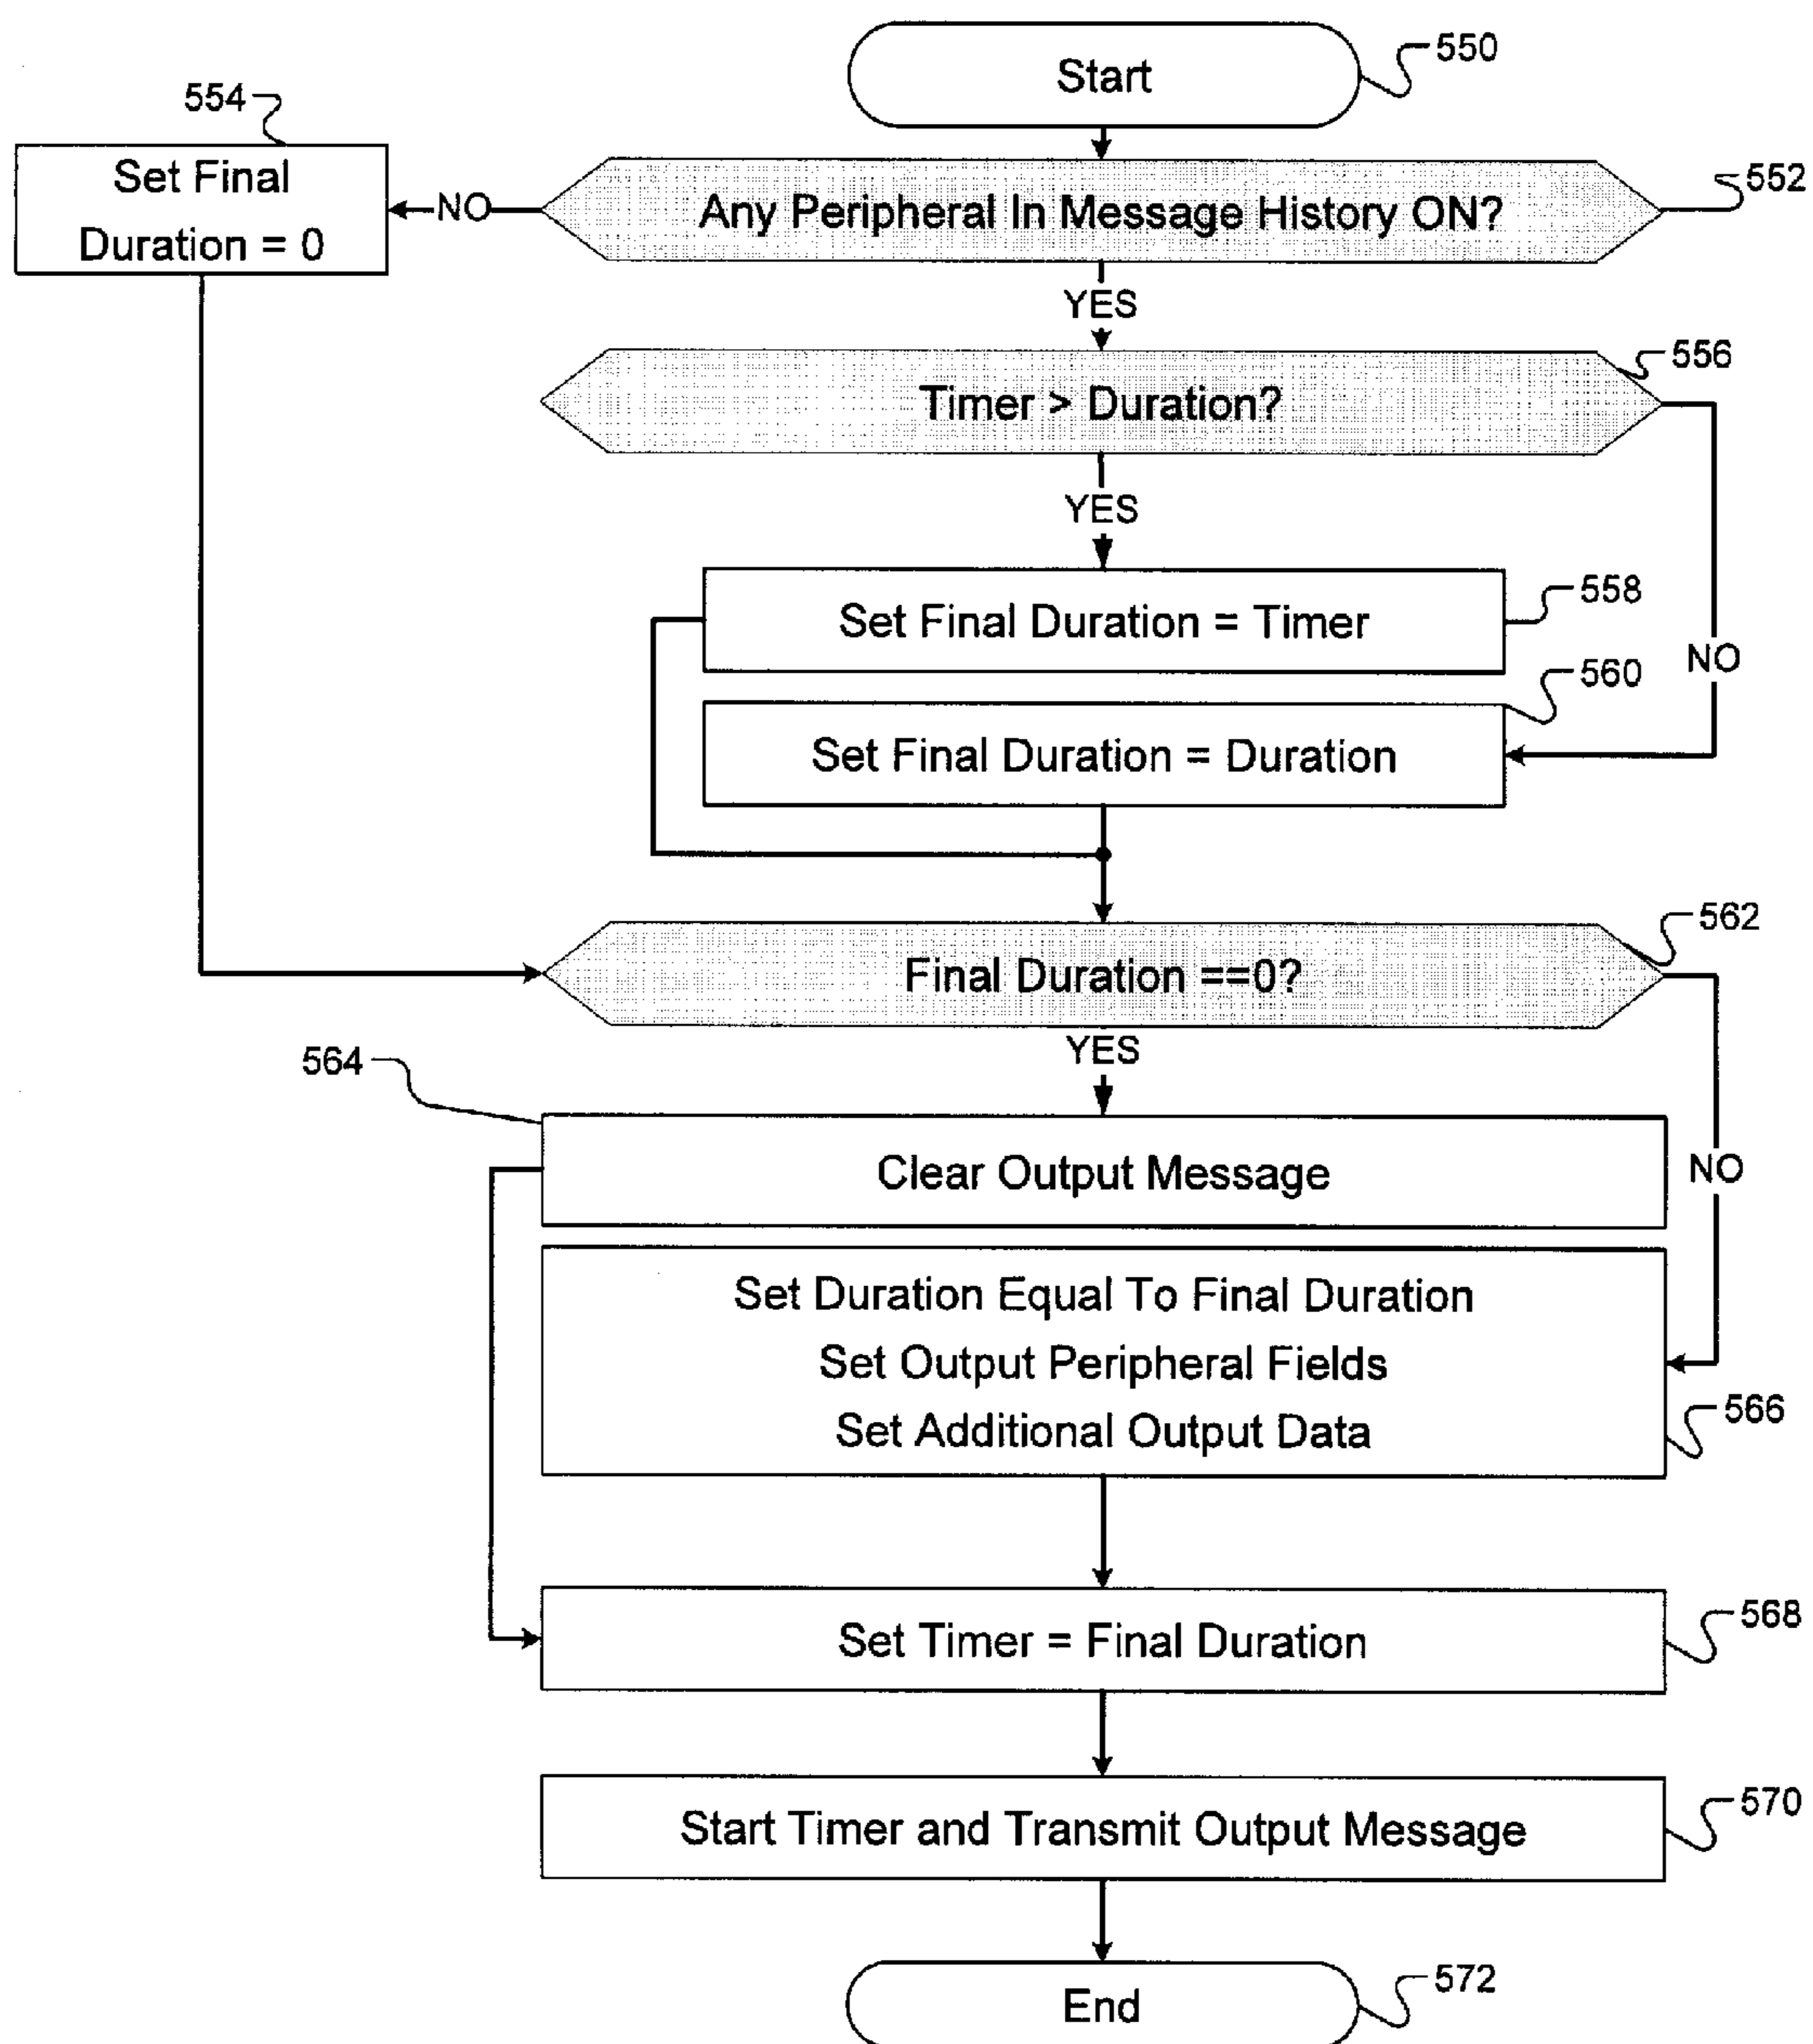 Start
550
554
Set Final
Duration = 0
NO
Any Peripheral In Message History ON?
552
YES
Timer > Duration?
556
YES
Set Final Duration = Timer
558
NO
560
Set Final Duration = Duration
Final Duration ==0?
562
YES
564
Clear Output Message
NO
Set Duration Equal To Final Duration
Set Output Peripheral Fields
Set Additional Output Data
566
Set Timer = Final Duration
568
Start Timer and Transmit Output Message
570
End
572